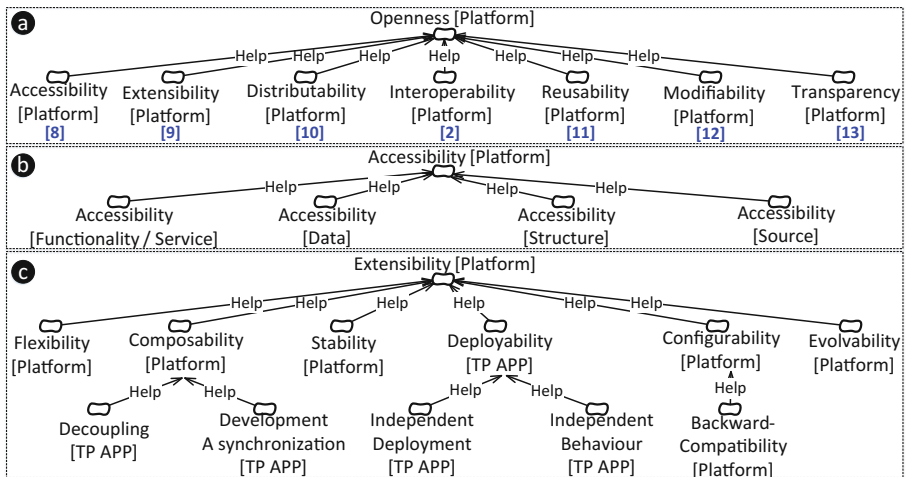 a
Openness [Platform]
Help Help Help Help Help Help Help
Accessibility Extensibility Distributability Interoperability Reusability Modifiability Transparency
[Platform] [Platform] [Platform] [Platform] [Platform] [Platform] [Platform]
[8] [9] [10] [2] [11] [12] [13]
b
Accessibility [Platform]
Help Help Help Help
Accessibility Accessibility Accessibility Accessibility
[Functionality / Service] [Data] [Structure] [Source]
c
Extensibility [Platform]
Help Help Help Help Help Help
Flexibility Composability Stability Deployability Configurability Evolvability
[Platform] [Platform] [Platform] [TP APP] [Platform] [Platform]
Help Help Help Help Help
Decoupling Development Independent Independent Backward-
[TP APP] A synchronization Deployment Behaviour Compatibility
[TP APP] [TP APP] [TP APP] [Platform]